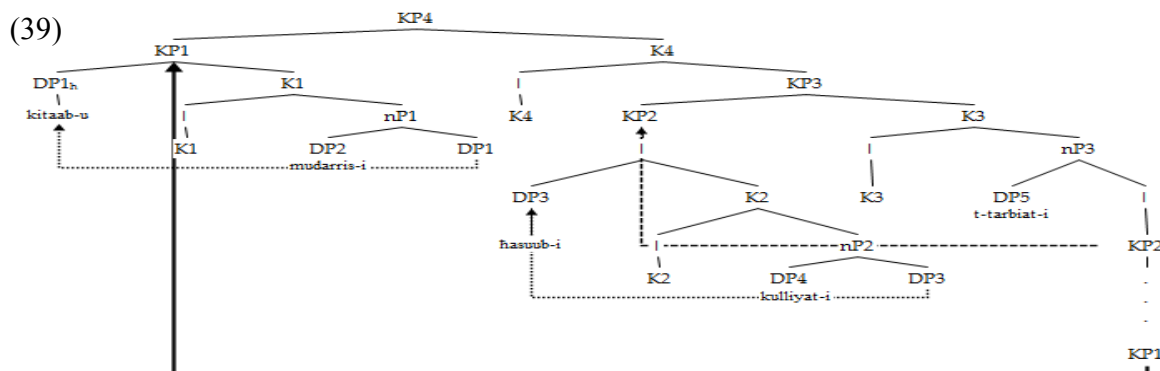 (39)
KP4
KP1 K4
DP1h K1 KP3
kitaab-u nP1 K4 KP2 K3
K1 DP2 DP1 nP3
mudarris-i
DP3 K2 K3 DP5
t-tarbiat-i
hasuub-i nP2 KP2
K2 DP4 DP3
kulliyat-i
KP1